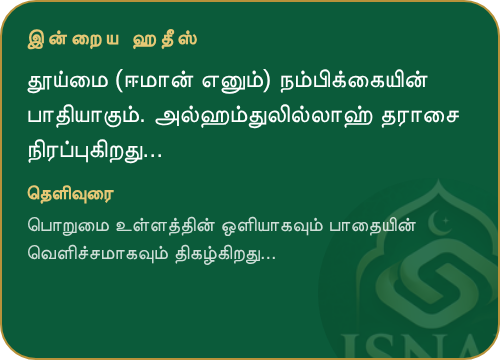 இன்றைய ஹதீஸ்
தூய்மை (ஈமான் எனும்) நம்பிக்கையின்
பாதியாகும். அல்ஹம்துலில்லாஹ் தராசை
நிரப்புகிறது...
தெளிவுரை
பொறுமை உள்ளத்தின் ஒளியாகவும் பாதையின்
வெளிச்சமாகவும் திகழ்கிறது...
ISNA